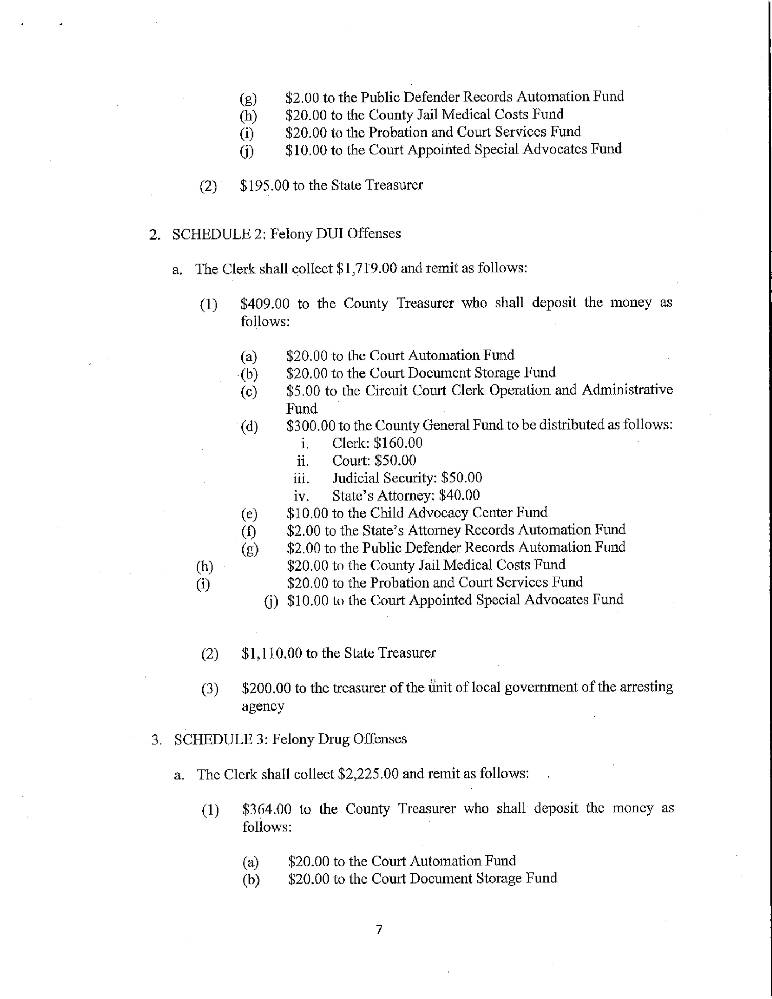 (g) $2.00 to the Public Defender Records Automation Fund
(h) $20.00 to the County Jail Medical Costs Fund
(i) $20.00 to the Probation and Court Services Fund
(j) $10.00 to the Court Appointed Special Advocates Fund
(2) $195.00 to the State Treasurer
2. SCHEDULE 2: Felony DUI Offenses
a. The Clerk shall collect $1,719.00 and remit as follows:
(1) $409.00 to the County Treasurer who shall deposit the money as
follows:
(a) $20.00 to the Court Automation Fund
(b) $20.00 to the Court Document Storage Fund
(c) $5.00 to the Circuit Court Clerk Operation and Administrative
Fund
(d) $300.00 to the County General Fund to be distributed as follows:
i. Clerk: $160.00
ii. Court: $50.00
iii. Judicial Security: $50.00
iv. State's Attorney: $40.00
(e) $10.00 to the Child Advocacy Center Fund
(f) $2.00 to the State's Attorney Records Automation Fund
(g) $2.00 to the Public Defender Records Automation Fund
(h) $20.00 to the County Jail Medical Costs Fund
(i) $20.00 to the Probation and Court Services Fund
(j) $10.00 to the Court Appointed Special Advocates Fund
(2) $1,110.00 to the State Treasurer
(3) $200.00 to the treasurer of the unit of local government of the arresting
agency
3. SCHEDULE 3: Felony Drug Offenses
a. The Clerk shall collect $2,225.00 and remit as follows:
(1) $364.00 to the County Treasurer who shall deposit the money as
follows:
(a) $20.00 to the Court Automation Fund
(b) $20.00 to the Court Document Storage Fund
7